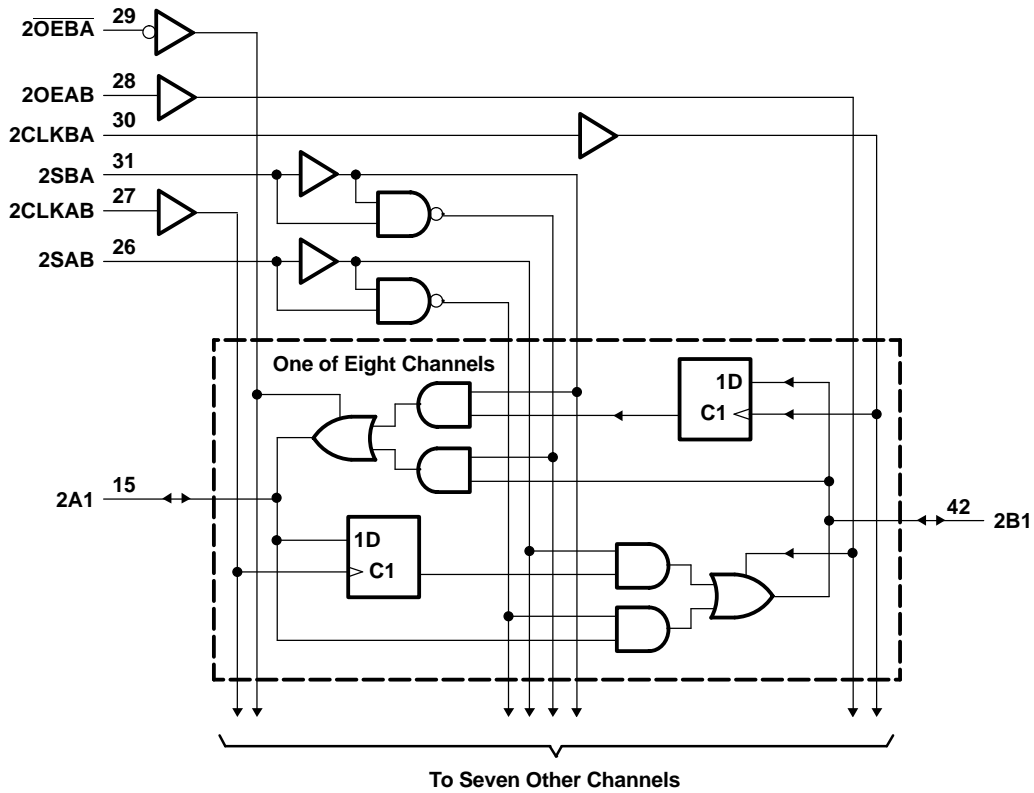 2O̅E̅B̅A̅ 29
2OEAB 28
2CLKBA 30
2SBA 31
2CLKAB 27
2SAB 26
One of Eight Channels
1D
C1
2A1 15
42 2B1
1D
C1
To Seven Other Channels